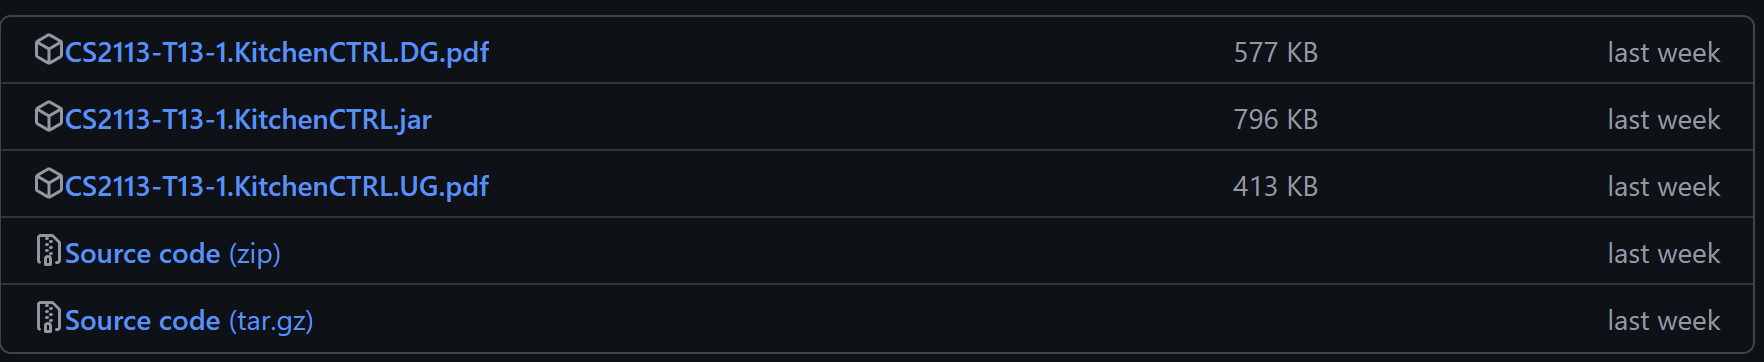 CS2113-T13-1.KitchenCTRL.DG.pdf 577 KB last week
CS2113-T13-1.KitchenCTRL.jar 796 KB last week
CS2113-T13-1.KitchenCTRL.UG.pdf 413 KB last week
Source code (zip) last week
Source code (tar.gz) last week